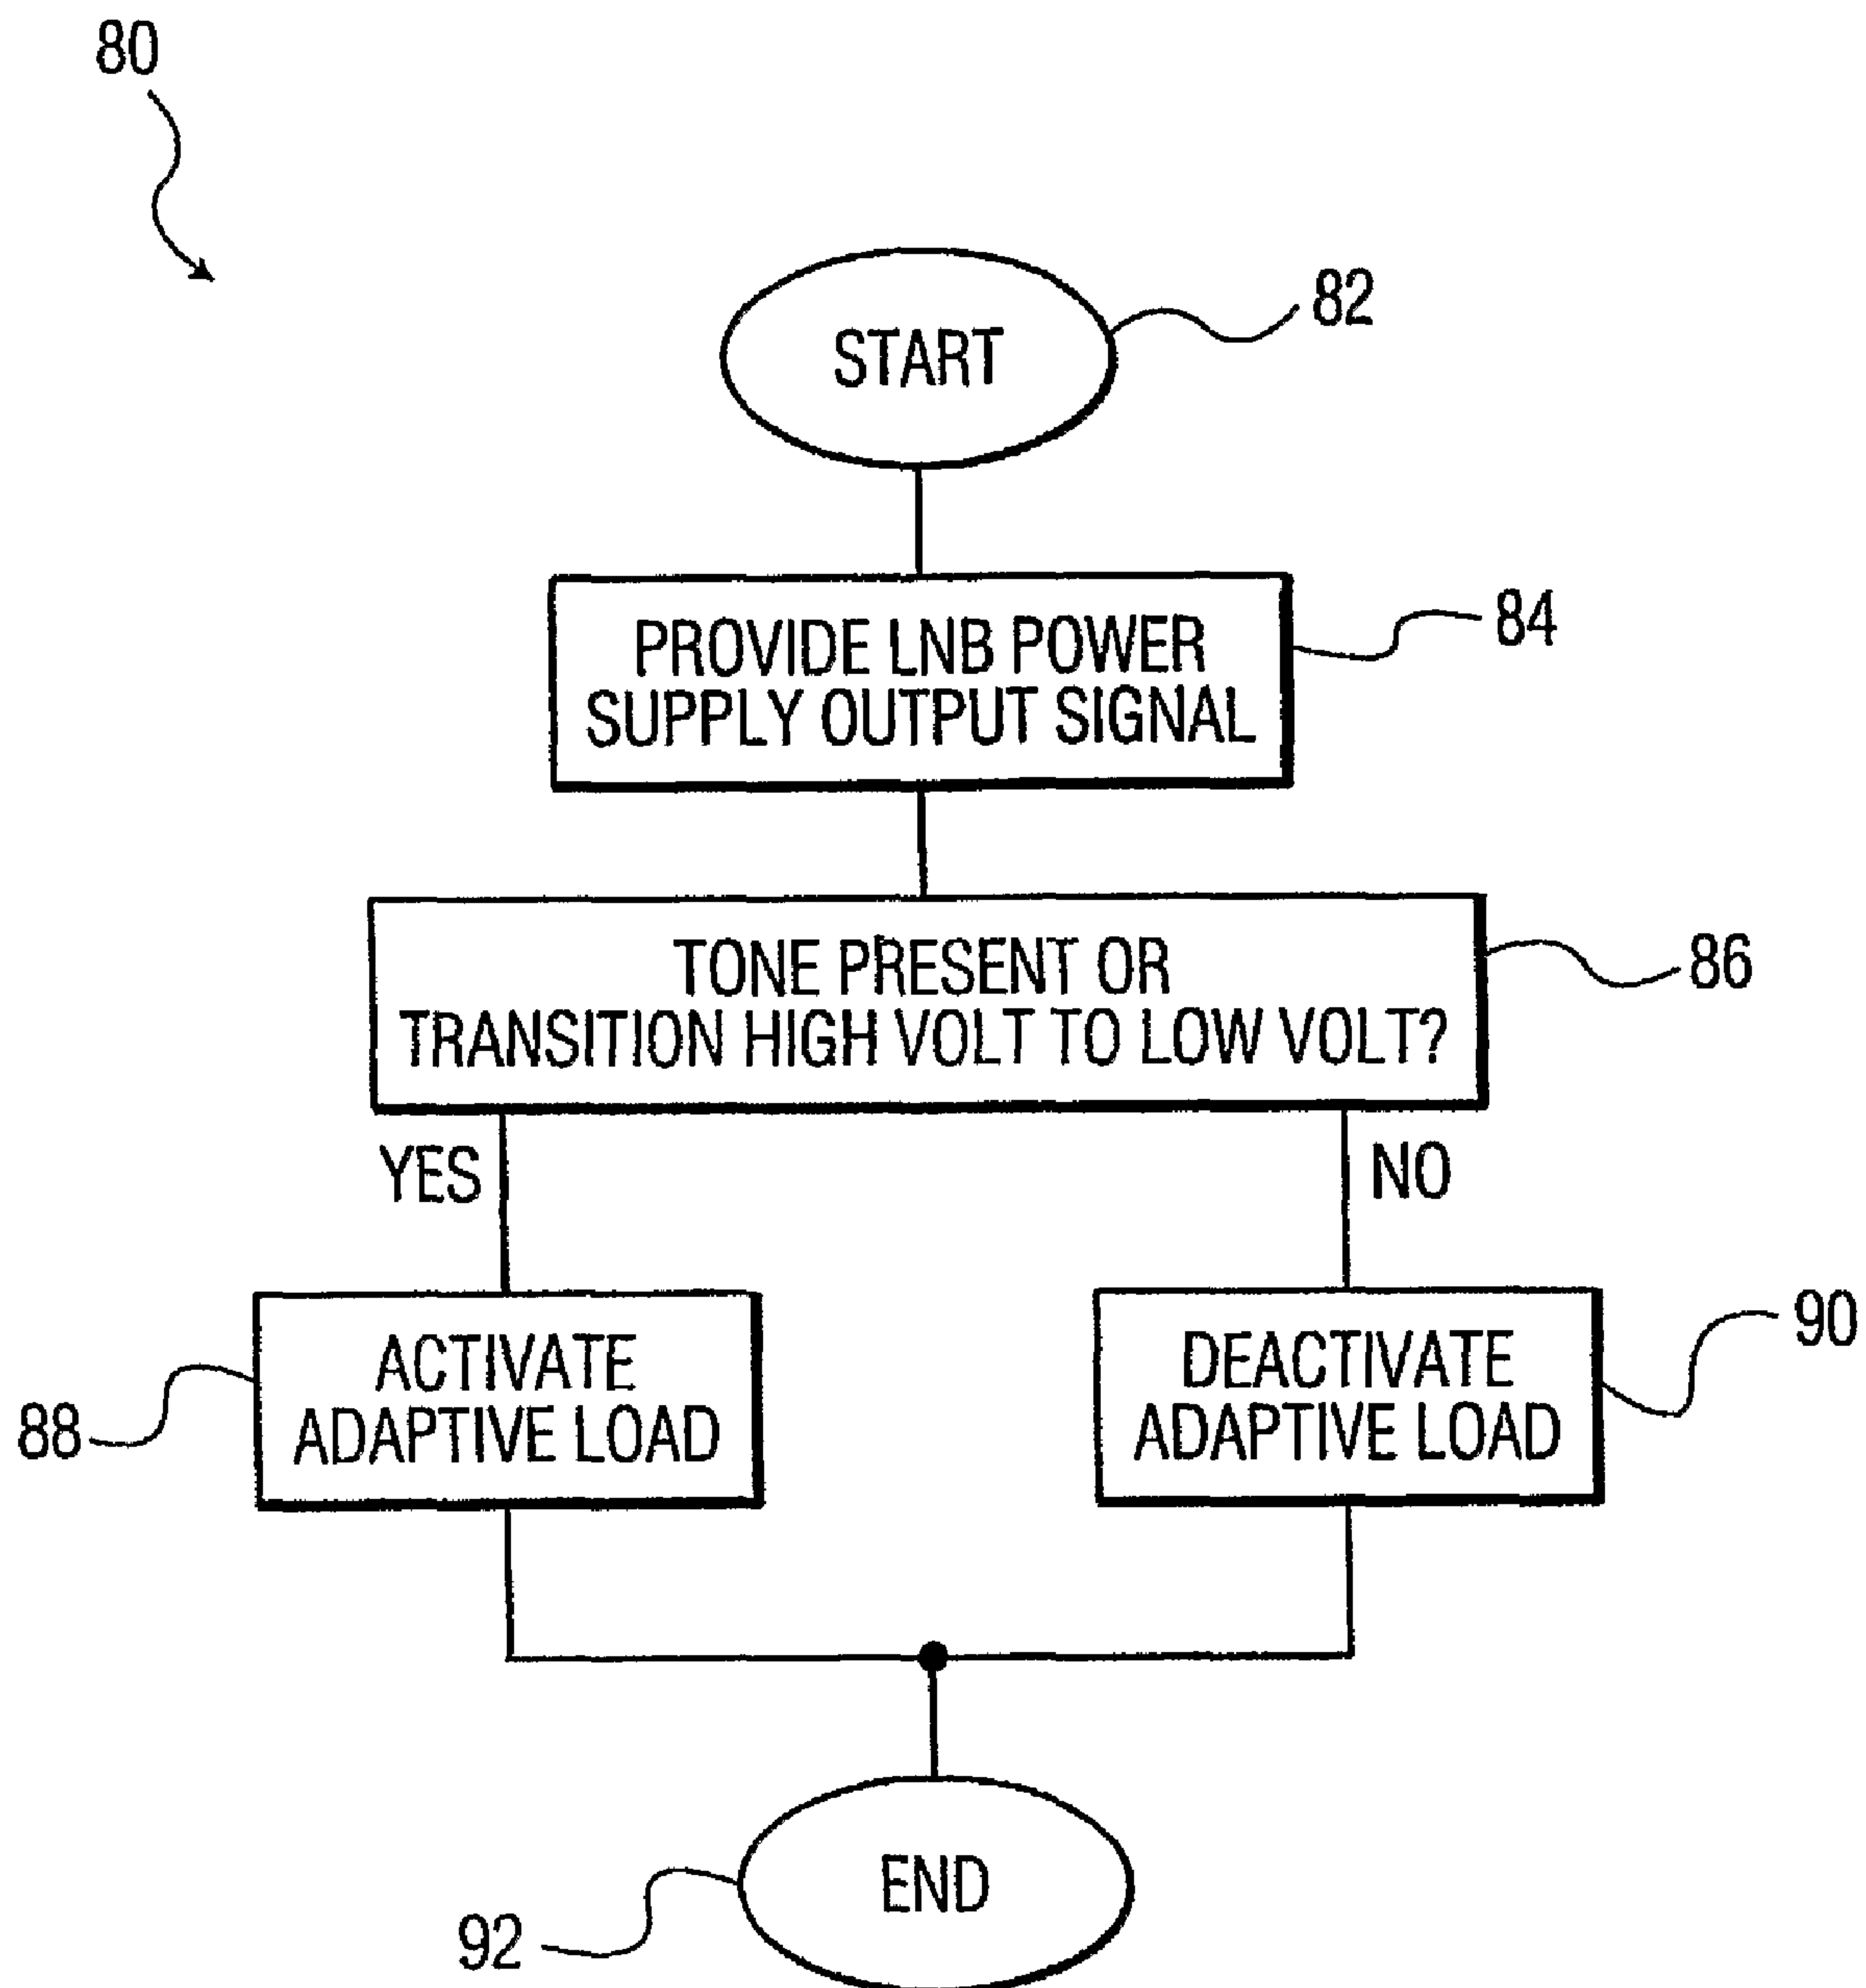 80
START
82
PROVIDE LNB POWER
SUPPLY OUTPUT SIGNAL
84
TONE PRESENT OR
TRANSITION HIGH VOLT TO LOW VOLT?
86
YES
NO
ACTIVATE
ADAPTIVE LOAD
88
DEACTIVATE
ADAPTIVE LOAD
90
END
92